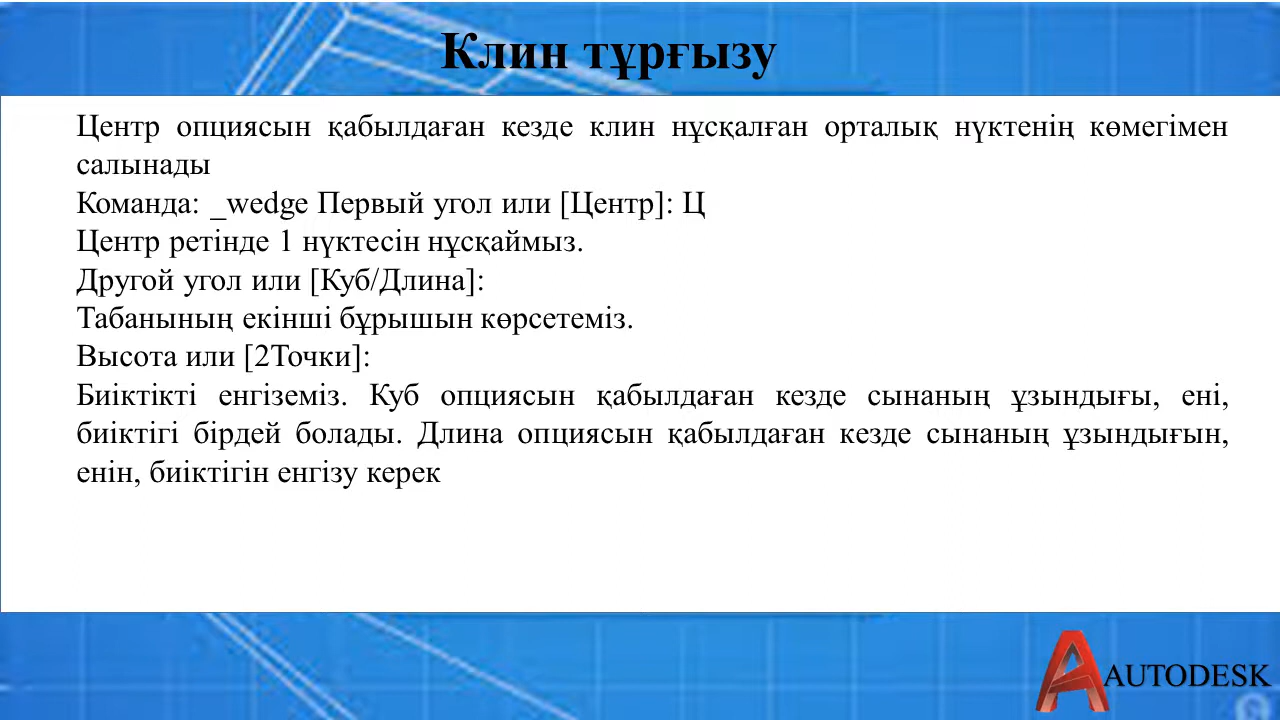 Клин тұрғызу
Центр опциясын қабылдаған кезде клин нұсқалған орталық нүктенің көмегімен
салынады
Команда: _wedge Первый угол или [Центр]: Ц
Центр ретінде 1 нүктесін нұсқаймыз.
Другой угол или [Куб/Длина]:
Табанының екінші бұрышын көрсетеміз.
Высота или [2Точки]:
Биіктікті енгіземіз. Куб опциясын қабылдаған кезде сынаның ұзындығы, ені,
биіктігі бірдей болады. Длина опциясын қабылдаған кезде сынаның ұзындығын,
енін, биіктігін енгізу керек
AUTODESK